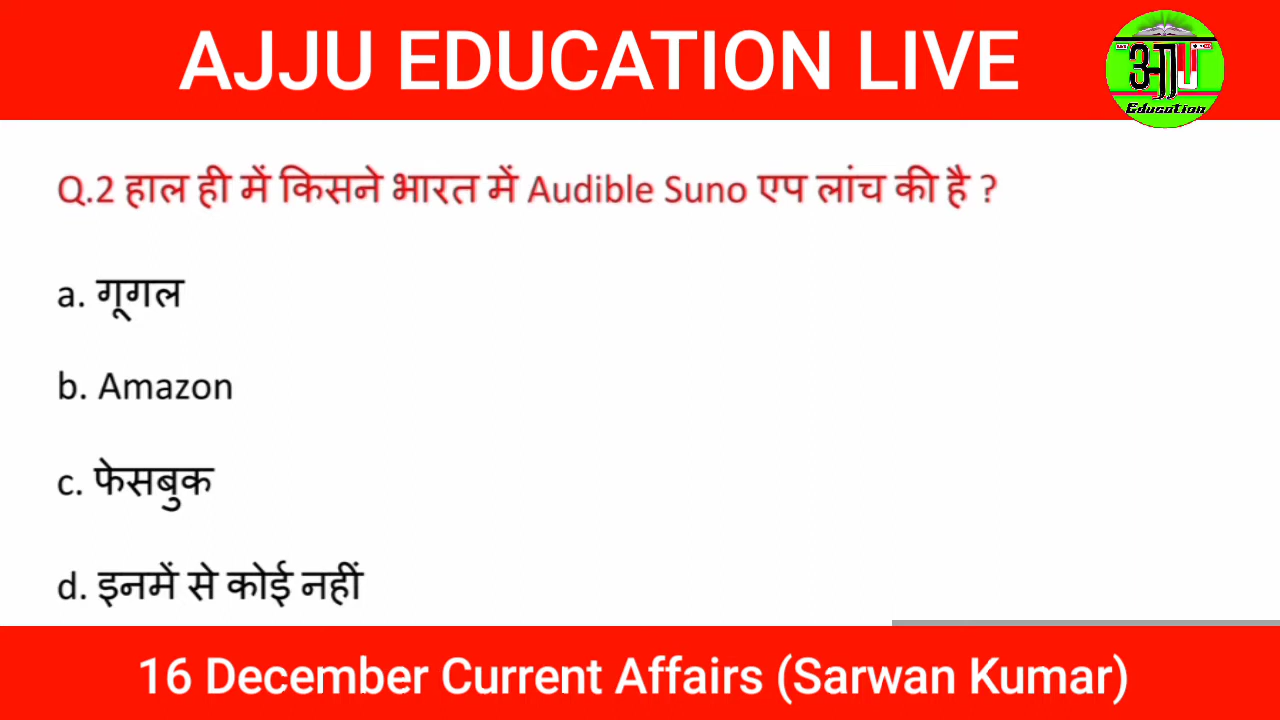 AJJU EDUCATION LIVE
Education
Q.2 हाल ही में किसने भारत में Audible Suno एप लांच की है ?
a. गूगल
b. Amazon
c. फेसबुक
d. इनमें से कोई नहीं
16 December Current Affairs (Sarwan Kumar)